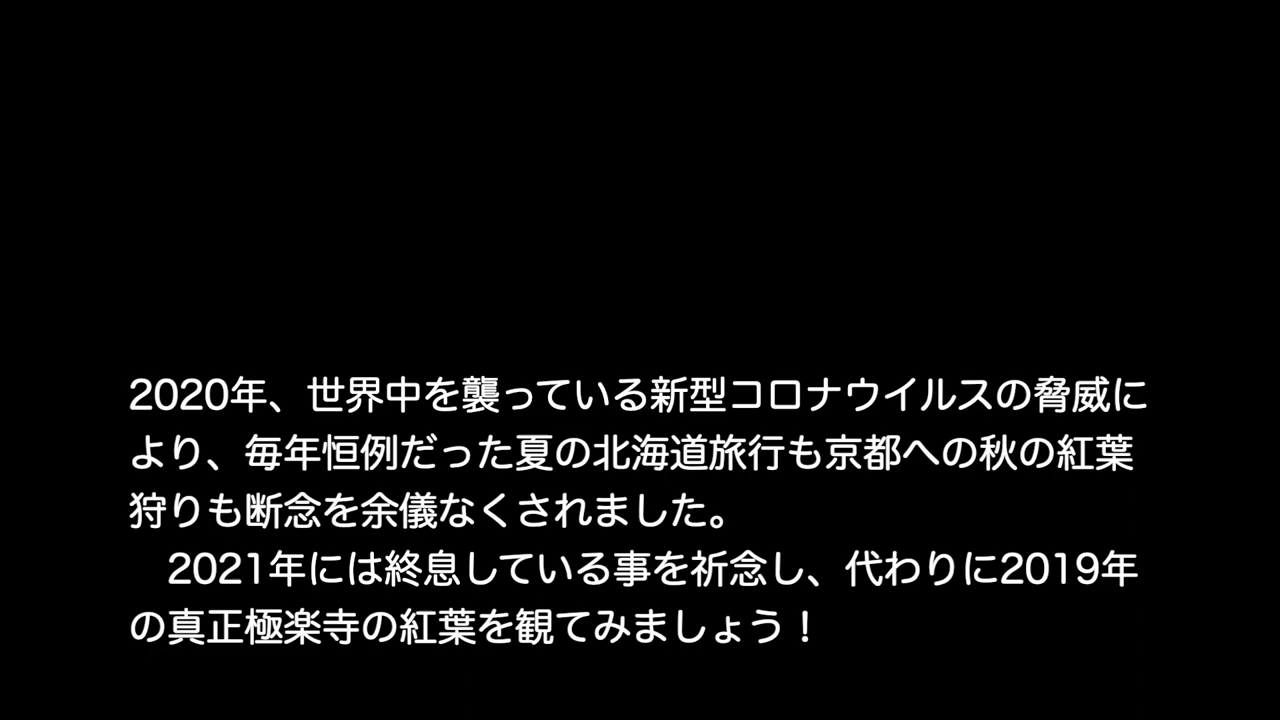 2020年、世界中を襲っている新型コロナウイルスの脅威に
より、毎年恒例だった夏の北海道旅行も京都への秋の紅葉
狩りも断念を余儀なくされました。
　2021年には終息している事を祈念し、代わりに2019年
の真正極楽寺の紅葉を観てみましょう！